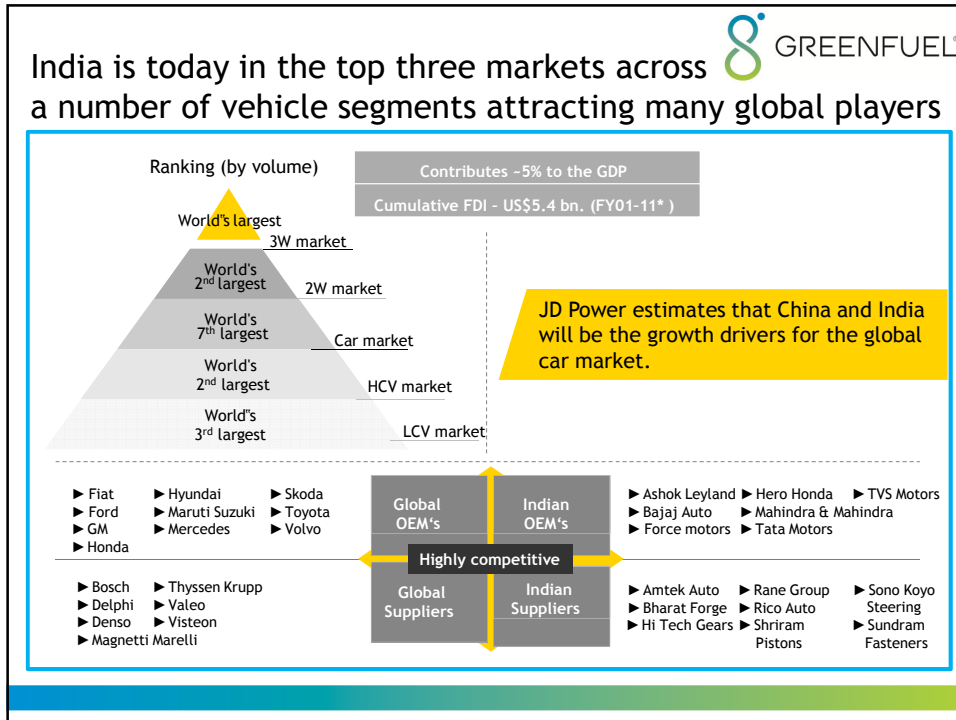 GREENFUEL
India is today in the top three markets across
a number of vehicle segments attracting many global players
Ranking (by volume)
Contributes ~5% to the GDP
Cumulative FDI – US$5.4 bn. (FY01-11* )
World"s largest
3W market
World's
2nd largest
2W market
World's
7th largest
Car market
World's
2nd largest
HCV market
World"s
3rd largest
LCV market
JD Power estimates that China and India
will be the growth drivers for the global
car market.
► Fiat
► Ford
► GM
► Honda
► Hyundai
► Maruti Suzuki
► Mercedes
► Skoda
► Toyota
► Volvo
Global
OEM‘s
Indian
OEM‘s
► Ashok Leyland
► Bajaj Auto
► Force motors
► Hero Honda
► Mahindra & Mahindra
► Tata Motors
► TVS Motors
Highly competitive
► Bosch
► Delphi
► Denso
► Magnetti Marelli
► Thyssen Krupp
► Valeo
► Visteon
Global
Suppliers
Indian
Suppliers
► Amtek Auto
► Bharat Forge
► Hi Tech Gears
► Rane Group
► Rico Auto
► Shriram
Pistons
► Sono Koyo
Steering
► Sundram
Fasteners